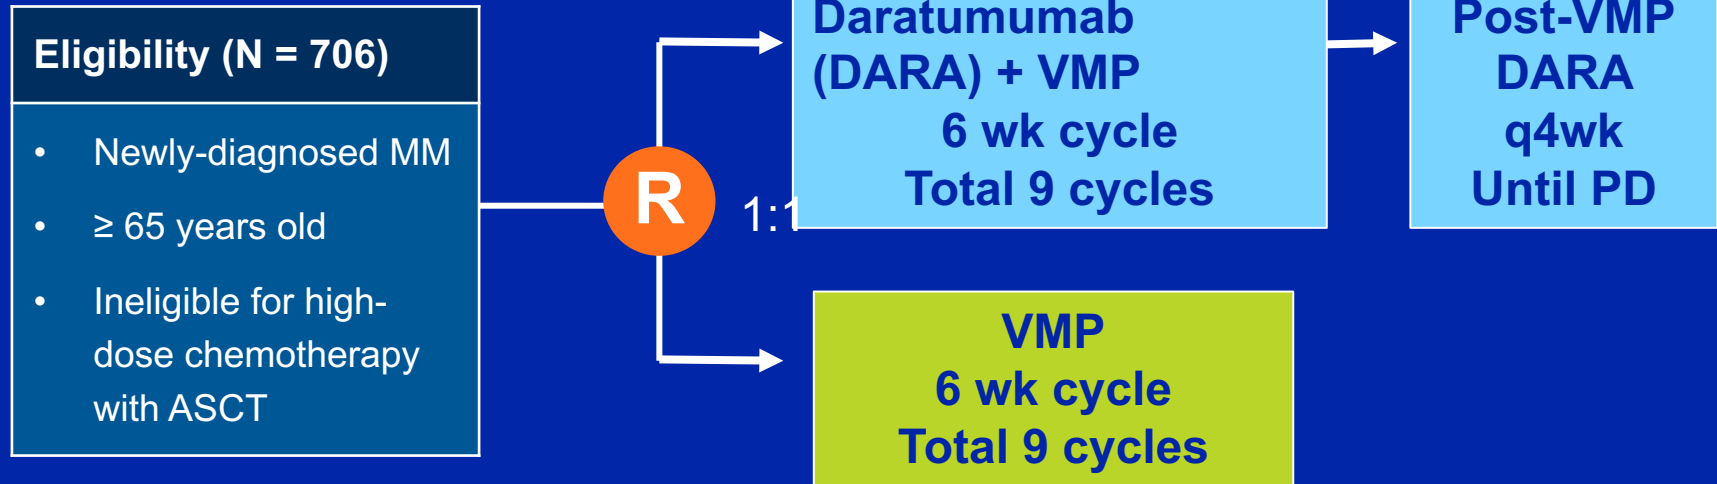 Eligibility (N = 706)
• Newly-diagnosed MM
• ≥ 65 years old
• Ineligible for high-
dose chemotherapy
with ASCT
R
1:1
Daratumumab
(DARA) + VMP
6 wk cycle
Total 9 cycles
Post-VMP
DARA
q4wk
Until PD
VMP
6 wk cycle
Total 9 cycles